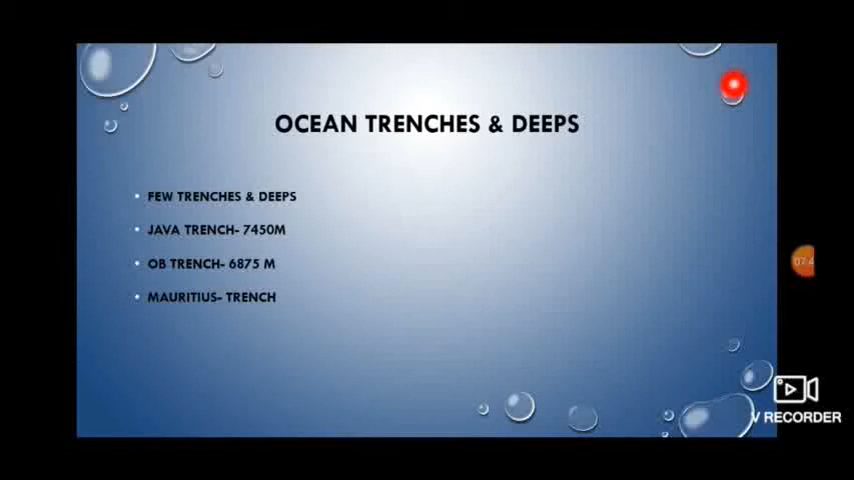 OCEAN TRENCHES & DEEPS
• FEW TRENCHES & DEEPS
• JAVA TRENCH- 7450M
• OB TRENCH- 6875 M
• MAURITIUS- TRENCH
V RECORDER